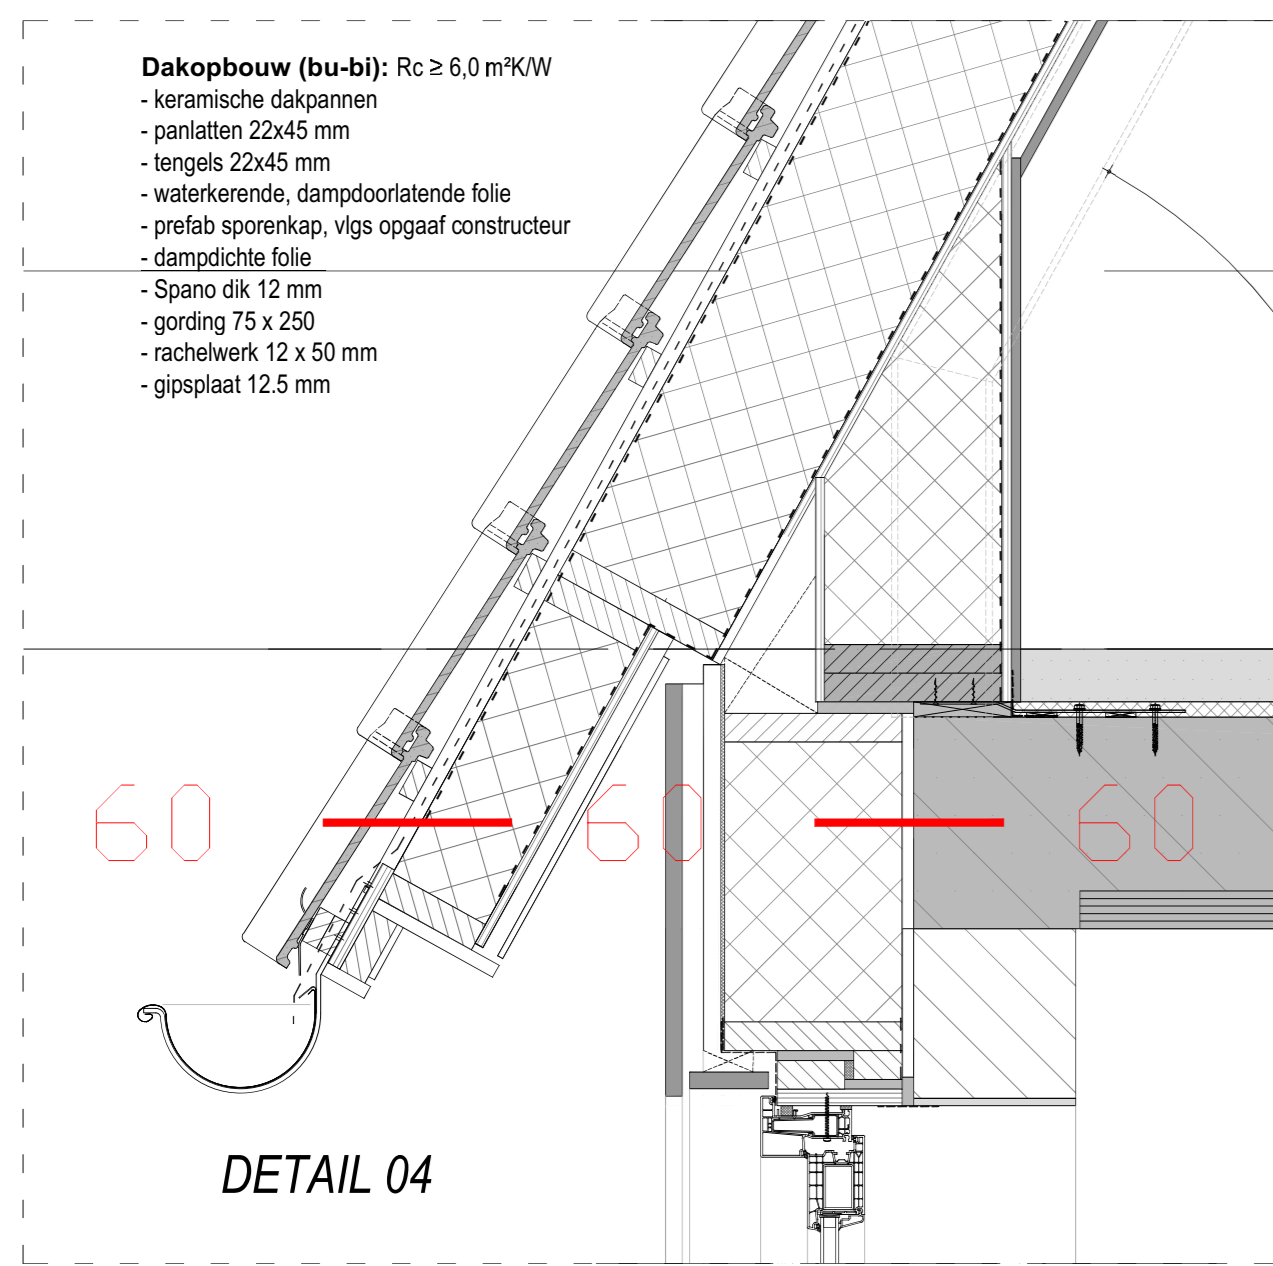 Dakopbouw (bu-bi): Rc ≥ 6,0 m²K/W
- keramische dakpannen
- panlatten 22x45 mm
- tengels 22x45 mm
- waterkerende, dampdoorlatende folie
- prefab sporenkap, vlgs opgaaf constructeur
- dampdichte folie
- Spano dik 12 mm
- gording 75 x 250
- rachelwerk 12 x 50 mm
- gipsplaat 12.5 mm
60 60 60
DETAIL 04